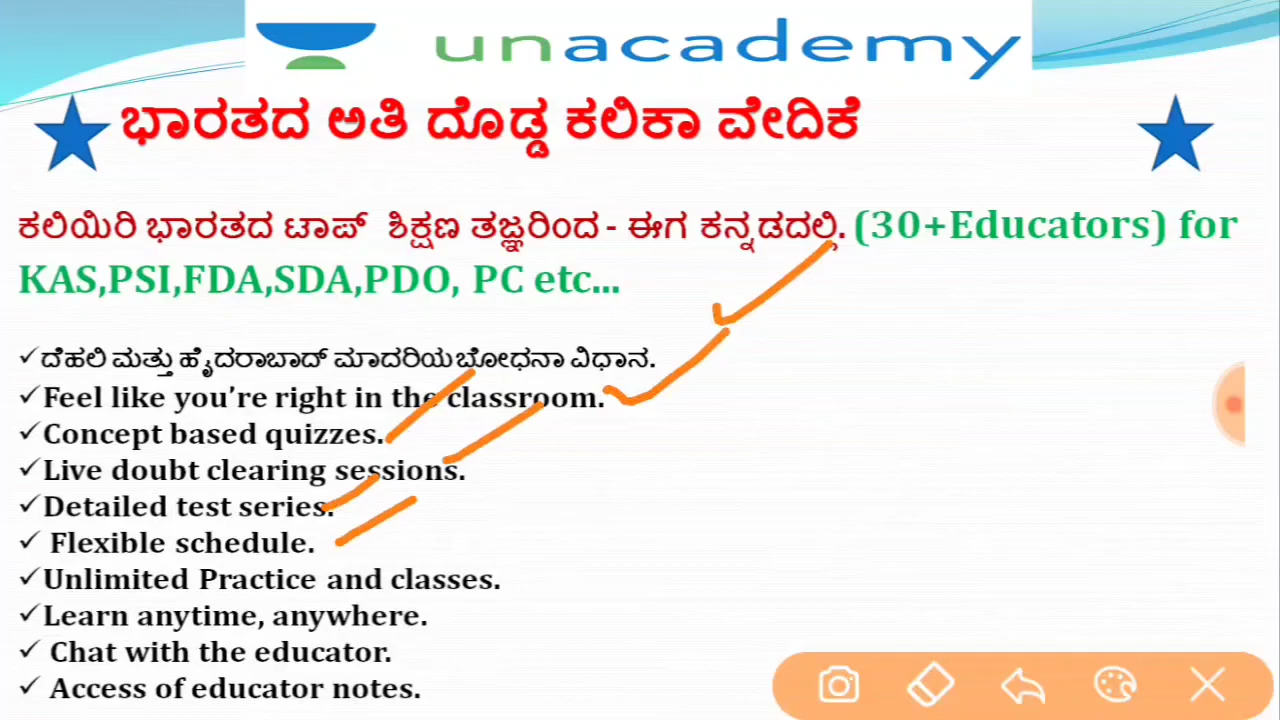 unacademy
ಭಾರತದ ಅತಿ ದೊಡ್ಡ ಕಲಿಕಾ ವೇದಿಕೆ
ಕಲಿಯಿರಿ ಭಾರತದ ಟಾಪ್ ಶಿಕ್ಷಣ ತಜ್ಞರಿಂದ - ಈಗ ಕನ್ನಡದಲ್ಲಿ. (30+Educators) for
KAS,PSI,FDA,SDA,PDO, PC etc...
✓ದೆಹಲಿ ಮತ್ತು ಹೈದರಾಬಾದ್ ಮಾದರಿಯ ಬೋಧನಾ ವಿಧಾನ.
✓Feel like you're right in the classroom.
✓Concept based quizzes.
✓Live doubt clearing sessions.
✓Detailed test series.
✓ Flexible schedule.
✓Unlimited Practice and classes.
✓Learn anytime, anywhere.
✓ Chat with the educator.
✓ Access of educator notes.